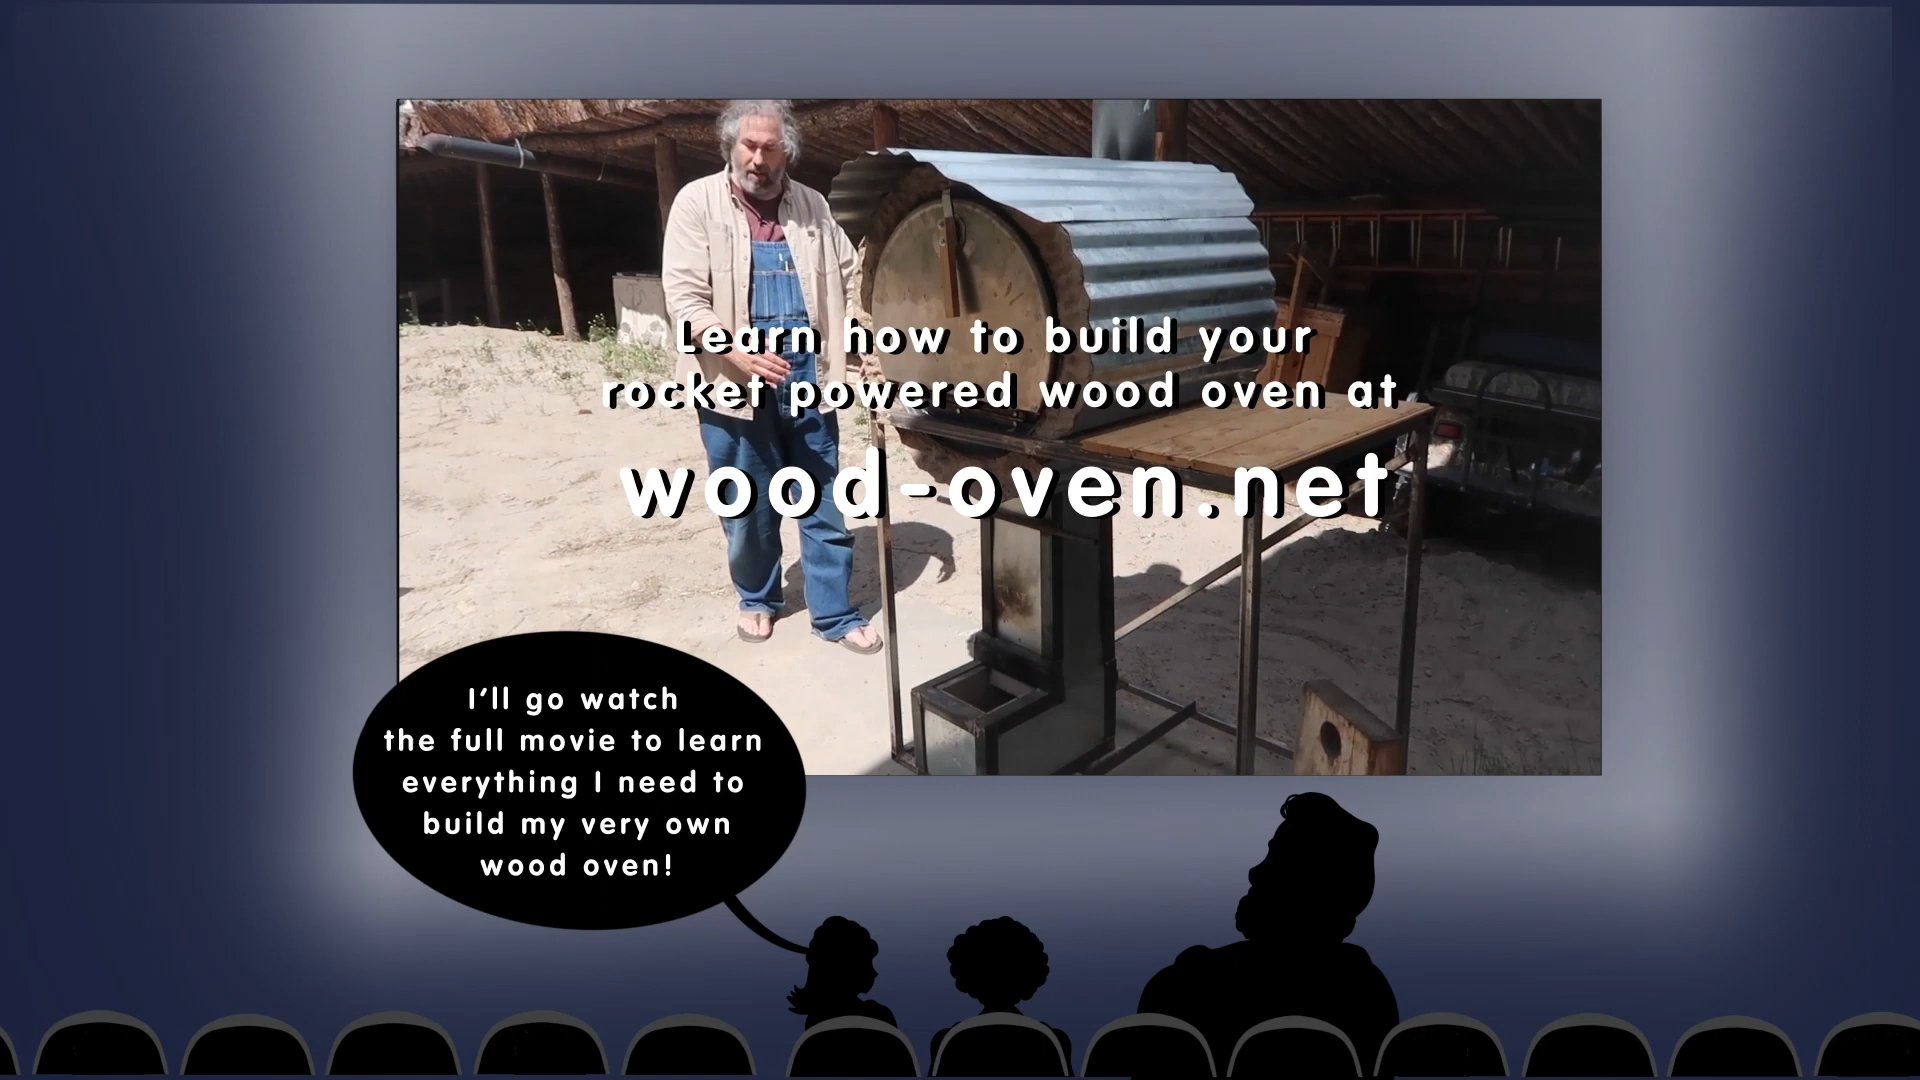 Learn how to build your
rocket powered wood oven at
wood-oven.net
I'll go watch
the full movie to learn
everything I need to
build my very own
wood oven!